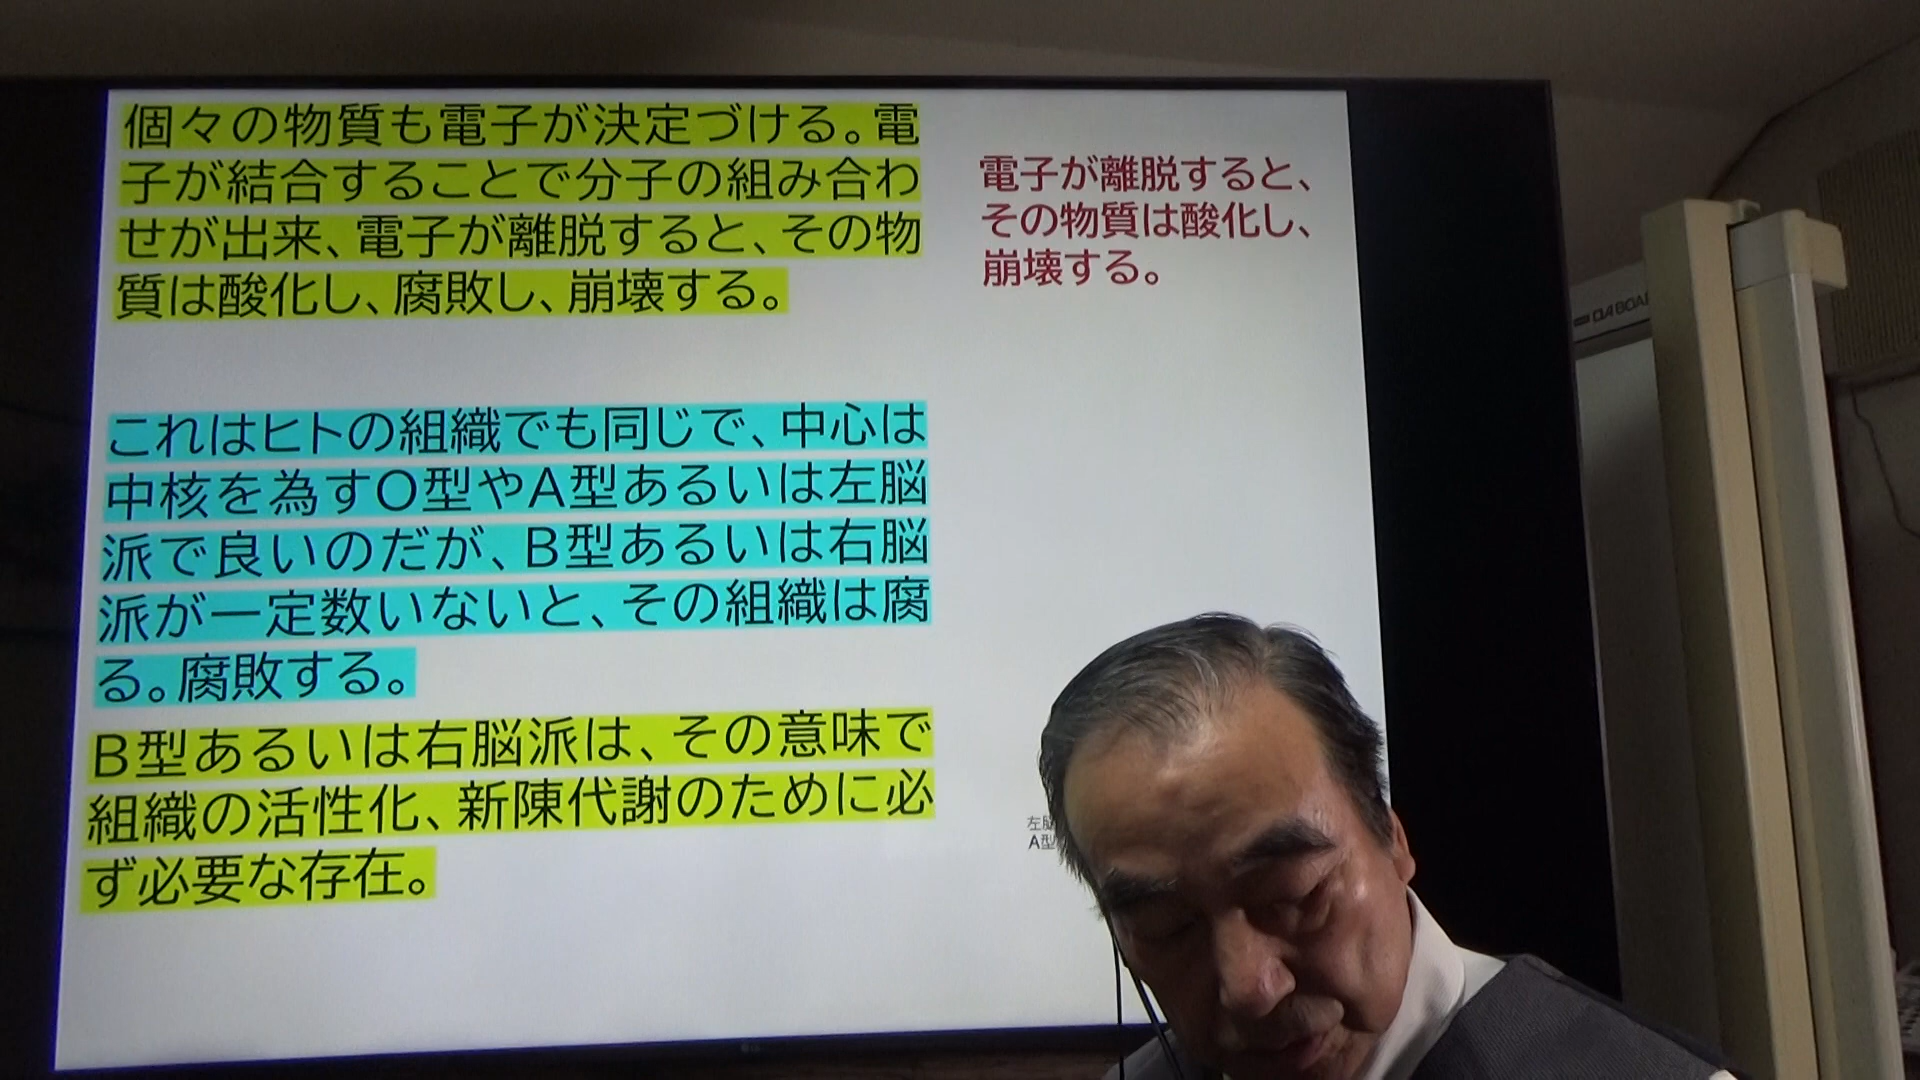 個々の物質も電子が決定づける。電
子が結合することで分子の組み合わ
せが出来、電子が離脱すると、その物
質は酸化し、腐敗し、崩壊する。
これはヒトの組織でも同じで、中心は
中核を為すO型やA型あるいは左脳
派で良いのだが、B型あるいは右脳
派が一定数いないと、その組織は腐
る。腐敗する。
B型あるいは右脳派は、その意味で
組織の活性化、新陳代謝のために必
ず必要な存在。
電子が離脱すると、
その物質は酸化し、
崩壊する。
左脳
A型
LG